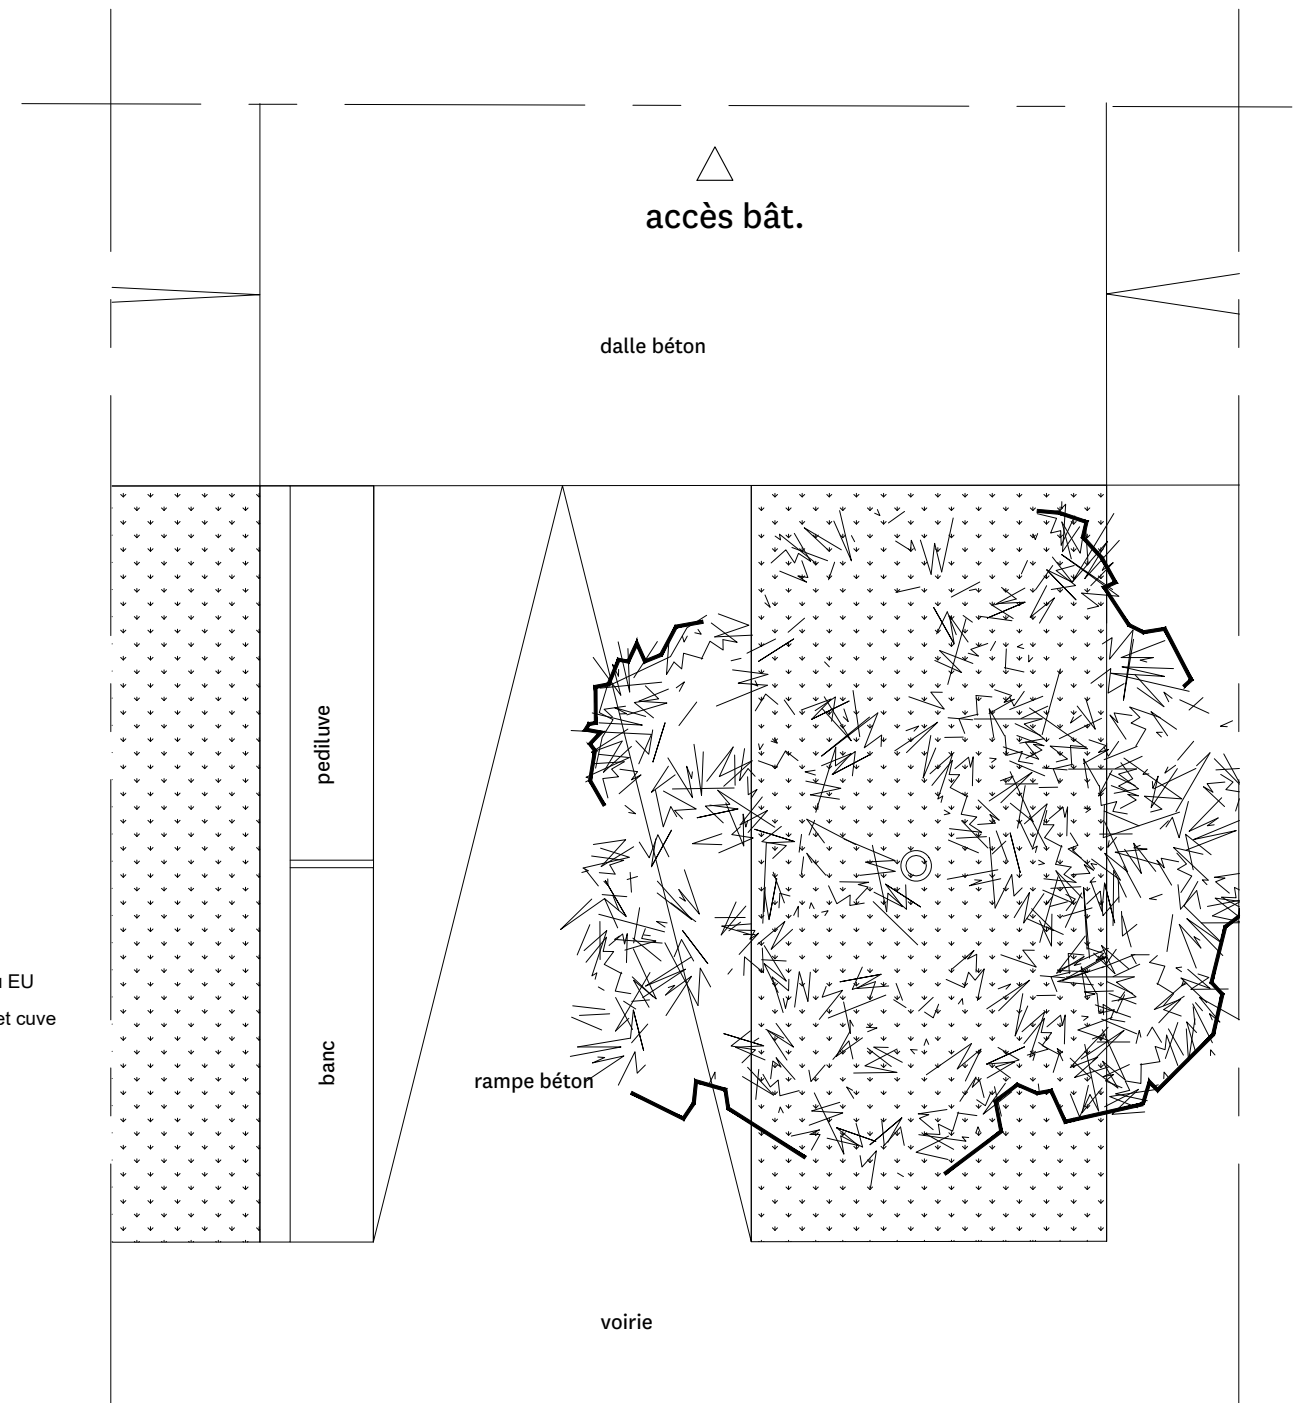 accès bât.
dalle béton
pediluve
EU
et cuve
banc
rampe béton
voirie